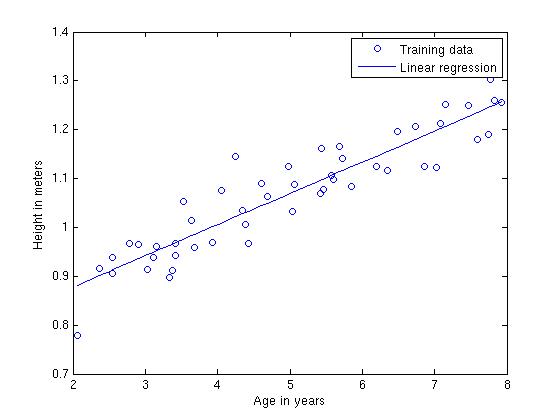 Training data
Linear regression
1.4
1.3
1.2
1.1
1
0.9
0.8
0.7
Height in meters
2 3 4 5 6 7 8
Age in years